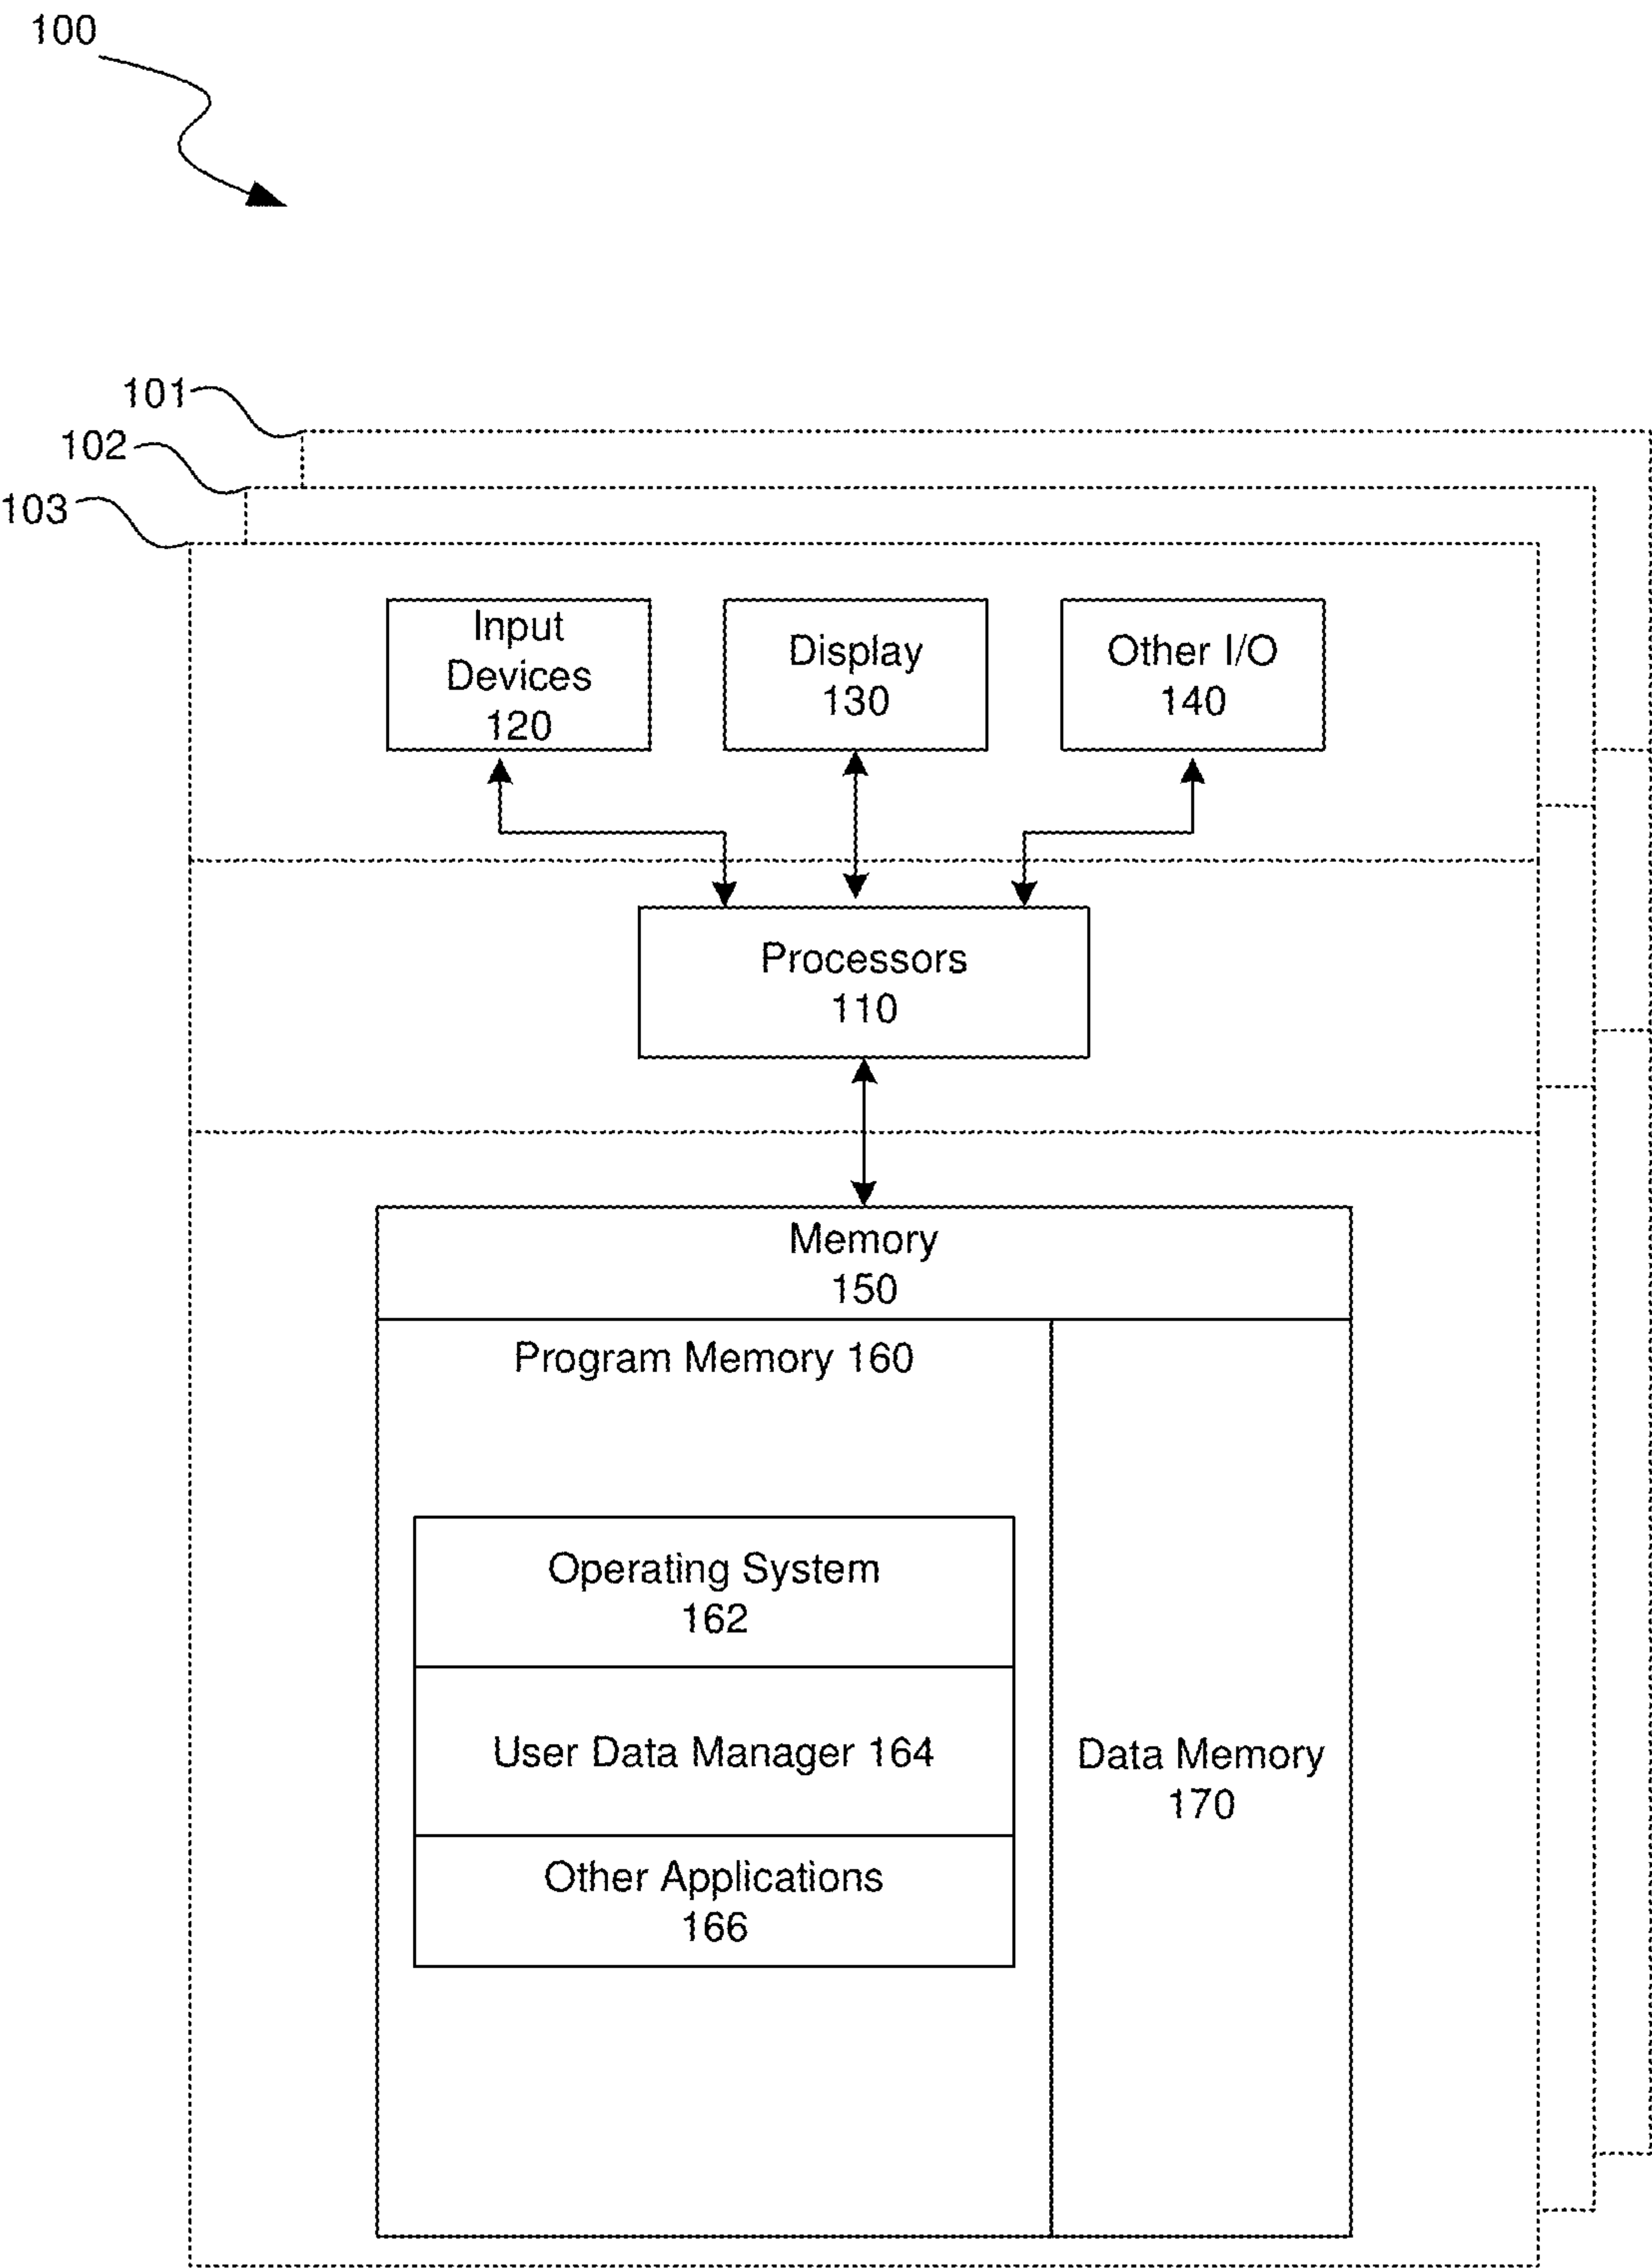 100
101
102
103
Input
Devices
120
Display
130
Other I/O
140
Processors
110
Memory
150
Program Memory 160
Operating System
162
User Data Manager 164
Other Applications
166
Data Memory
170